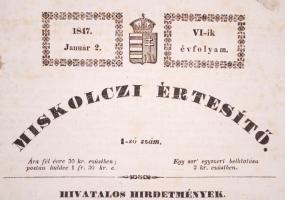 1847.
Január 2.
VI-ik
évfolyam.
MISKOLCZI ÉRTESÍTŐ.
1-ső szám.
Ára fél évre 30 kr. ezüstben;
postán küldve 1 fr. 30 kr. e.
Egy sor' egyszeri beiktatása
2 kr. ezüstben.
HIVATALOS HIRDETMÉNYEK.